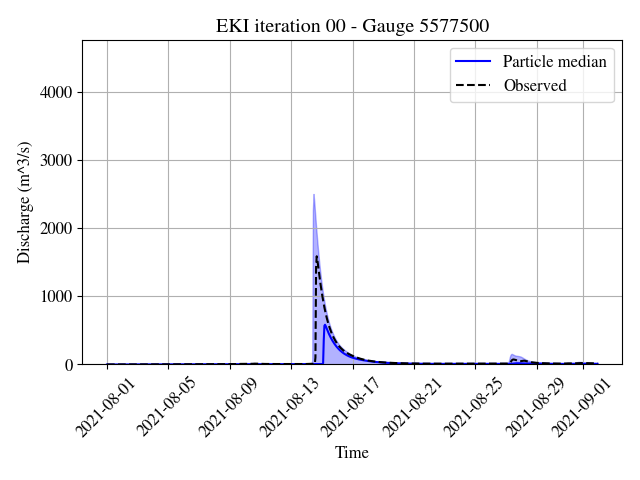 EKI iteration 00 - Gauge 5577500
Particle median
Observed
Discharge (m^3/s)
4000
3000
2000
1000
0
2021-08-01
2021-08-05
2021-08-09
2021-08-13
2021-08-17
2021-08-21
2021-08-25
2021-08-29
2021-09-01
Time